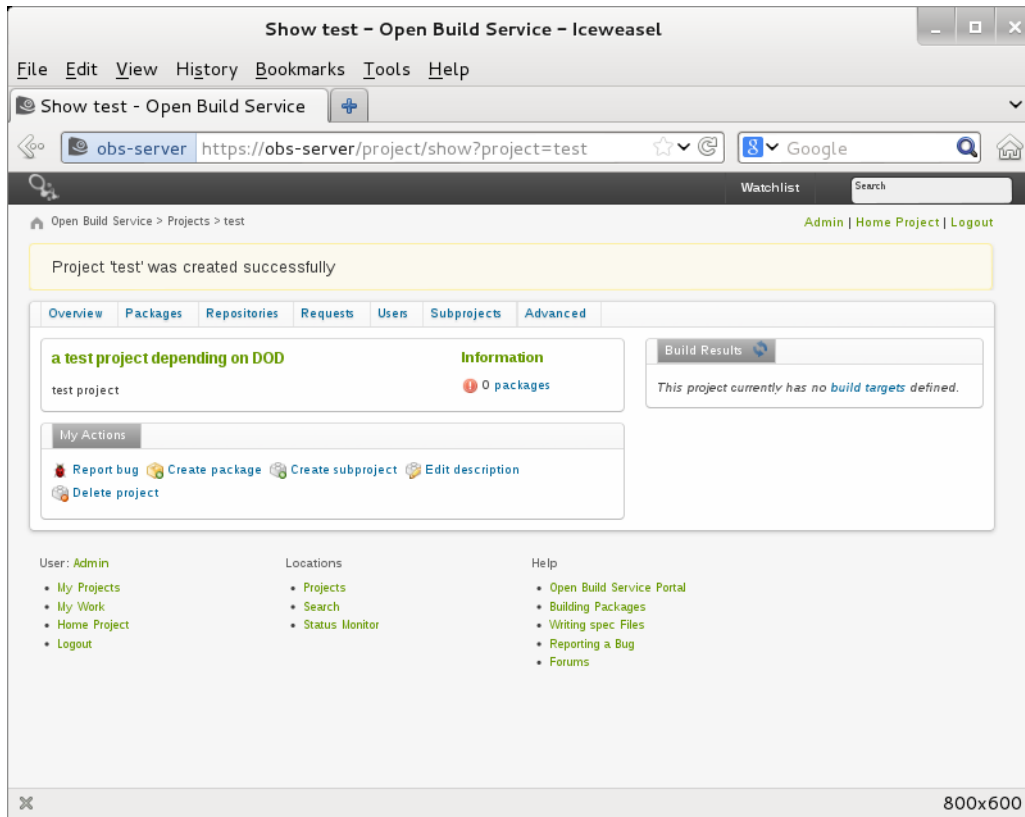 Show test – Open Build Service – Iceweasel
File Edit View History Bookmarks Tools Help
Show test - Open Build Service
obs-server https://obs-server/project/show?project=test 8 Google
Watchlist Search
Open Build Service > Projects > test Admin | Home Project | Logout
Project 'test' was created successfully
Overview Packages Repositories Requests Users Subprojects Advanced
a test project depending on DOD Information Build Results
test project 0 packages This project currently has no build targets defined.
My Actions
Report bug Create package Create subproject Edit description
Delete project
User: Admin Locations Help
• My Projects • Projects • Open Build Service Portal
• My Work • Search • Building Packages
• Home Project • Status Monitor • Writing spec Files
• Logout • Reporting a Bug
• Forums
800x600